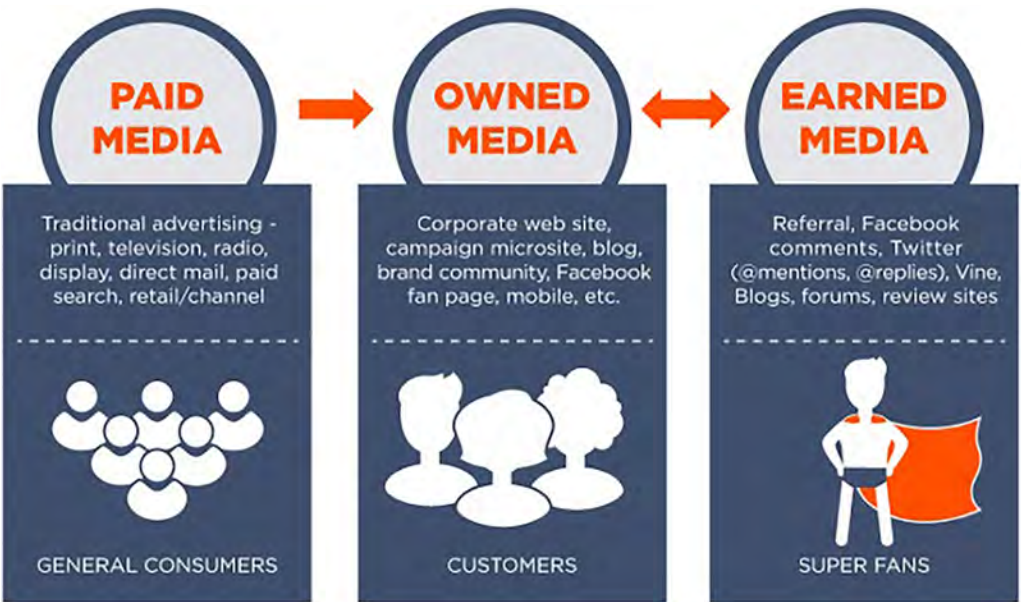 PAID
MEDIA
Traditional advertising -
print, television, radio,
display, direct mail, paid
search, retail/channel
GENERAL CONSUMERS
OWNED
MEDIA
Corporate web site,
campaign microsite, blog,
brand community, Facebook
fan page, mobile, etc.
CUSTOMERS
EARNED
MEDIA
Referral, Facebook
comments, Twitter
(@mentions, @replies), Vine,
Blogs, forums, review sites
SUPER FANS